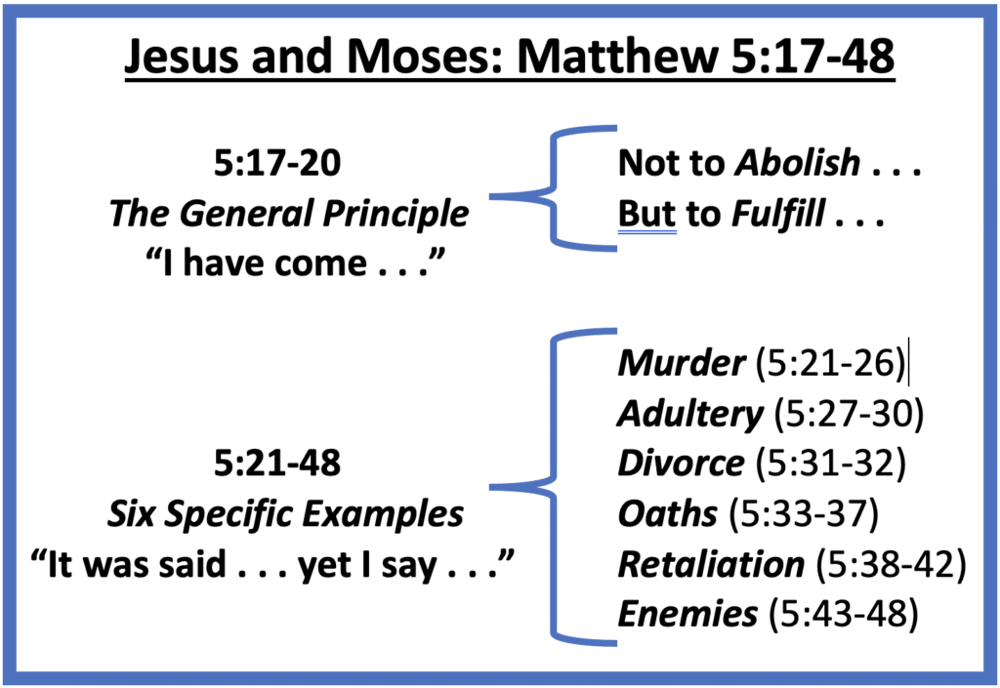 Jesus and Moses: Matthew 5:17-48
5:17-20
The General Principle
“I have come . . .”
Not to Abolish . . .
But to Fulfill . . .
5:21-48
Six Specific Examples
“It was said . . . yet I say . . .”
Murder (5:21-26)
Adultery (5:27-30)
Divorce (5:31-32)
Oaths (5:33-37)
Retaliation (5:38-42)
Enemies (5:43-48)